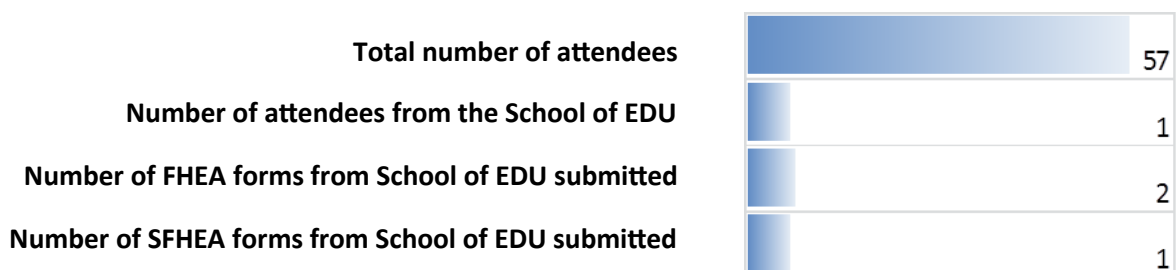 Total number of attendees 57
Number of attendees from the School of EDU 1
Number of FHEA forms from School of EDU submitted 2
Number of SFHEA forms from School of EDU submitted 1